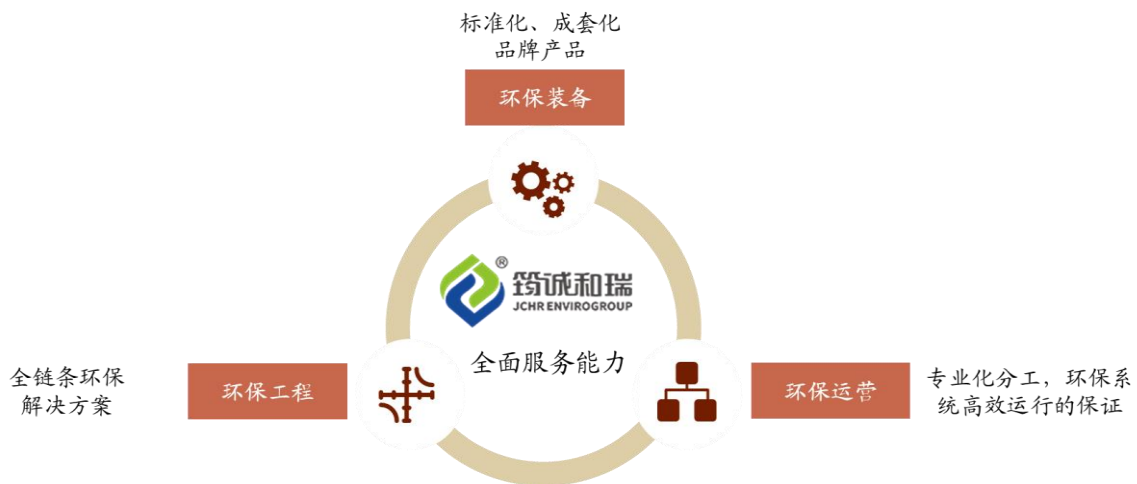 标准化、成套化
品牌产品
环保装备
®
筠诚和瑞
JCHR ENVIROGROUP
全面服务能力
全链条环保
解决方案
环保工程
环保运营
专业化分工，环保系
统高效运行的保证